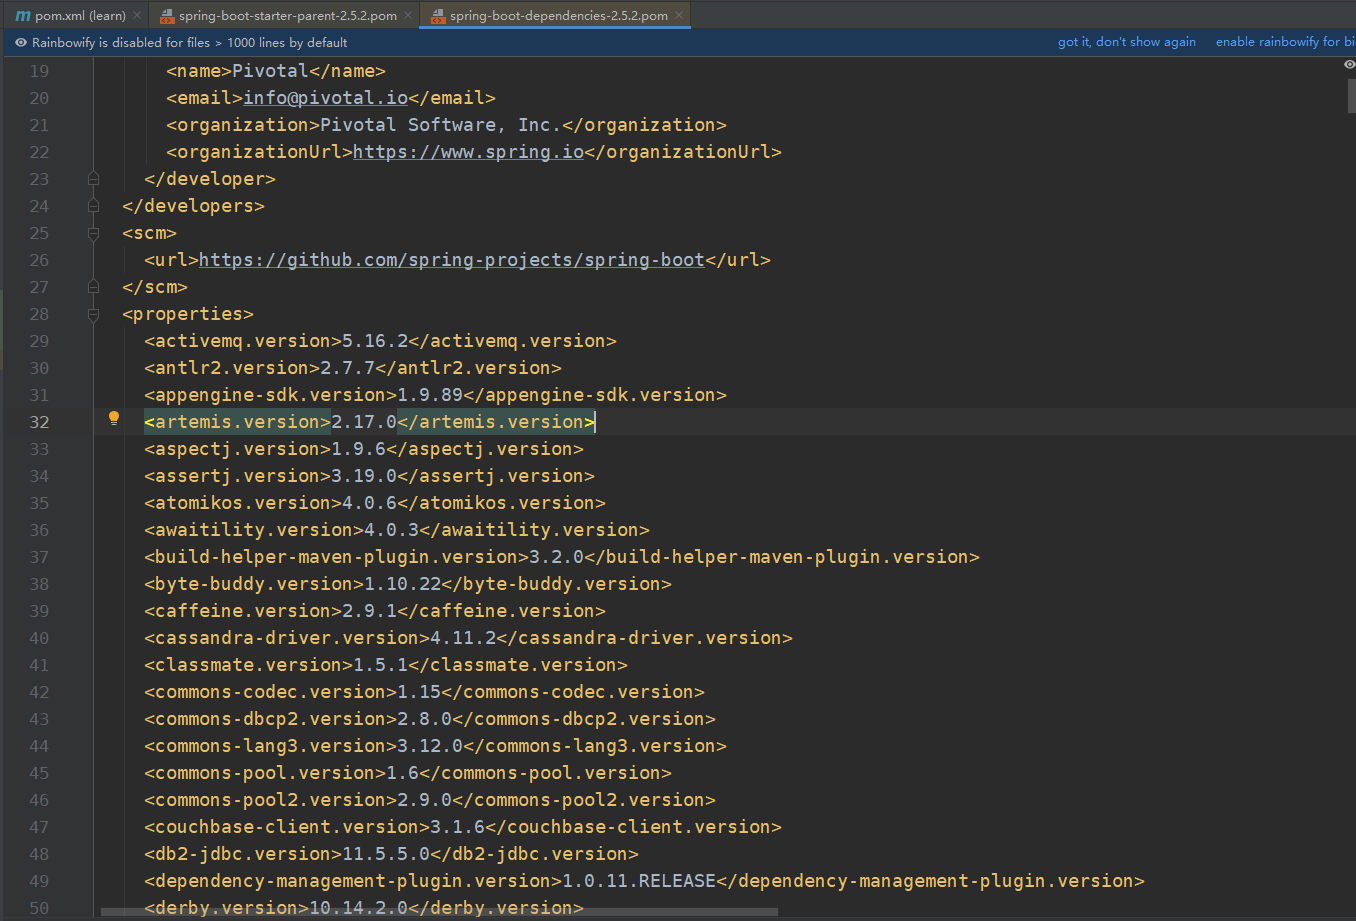 pom.xml (learn)
spring-boot-starter-parent-2.5.2.pom
spring-boot-dependencies-2.5.2.pom
Rainbowify is disabled for files > 1000 lines by default
got it, don't show again
enable rainbowify for bi
19 <name>Pivotal</name>
20 <email>info@pivotal.io</email>
21 <organization>Pivotal Software, Inc.</organization>
22 <organizationUrl>https://www.spring.io</organizationUrl>
23 </developer>
24 </developers>
25 <scm>
26 <url>https://github.com/spring-projects/spring-boot</url>
27 </scm>
28 <properties>
29 <activemq.version>5.16.2</activemq.version>
30 <antlr2.version>2.7.7</antlr2.version>
31 <appengine-sdk.version>1.9.89</appengine-sdk.version>
32 <artemis.version>2.17.0</artemis.version>
33 <aspectj.version>1.9.6</aspectj.version>
34 <assertj.version>3.19.0</assertj.version>
35 <atomikos.version>4.0.6</atomikos.version>
36 <awaitility.version>4.0.3</awaitility.version>
37 <build-helper-maven-plugin.version>3.2.0</build-helper-maven-plugin.version>
38 <byte-buddy.version>1.10.22</byte-buddy.version>
39 <caffeine.version>2.9.1</caffeine.version>
40 <cassandra-driver.version>4.11.2</cassandra-driver.version>
41 <classmate.version>1.5.1</classmate.version>
42 <commons-codec.version>1.15</commons-codec.version>
43 <commons-dbcp2.version>2.8.0</commons-dbcp2.version>
44 <commons-lang3.version>3.12.0</commons-lang3.version>
45 <commons-pool.version>1.6</commons-pool.version>
46 <commons-pool2.version>2.9.0</commons-pool2.version>
47 <couchbase-client.version>3.1.6</couchbase-client.version>
48 <db2-jdbc.version>11.5.5.0</db2-jdbc.version>
49 <dependency-management-plugin.version>1.0.11.RELEASE</dependency-management-plugin.version>
50 <derby.version>10.14.2.0</derby.version>